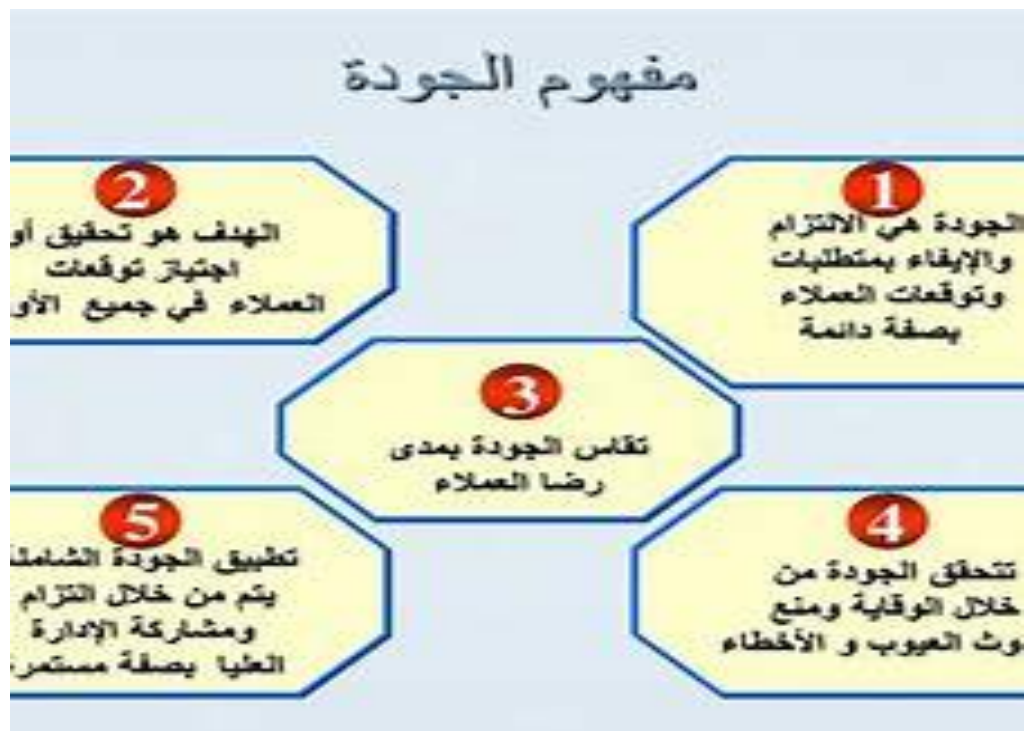 مفهوم الجودة
1
الجودة هي الالتزام
والإيفاء بمتطلبات
وتوقعات العملاء
بصفة دائمة
2
الهدف هو تحقيق أو
اجتياز توقعات
العملاء في جميع
3
تقاس الجودة بمدى
رضا العملاء
4
تتحقق الجودة من
خلال الوقاية ومنع
العيوب و الأخطاء
5
تطبيق الجودة الشاملة
يتم من خلال التزام
ومشاركة الإدارة
العليا بصفة مستمرة